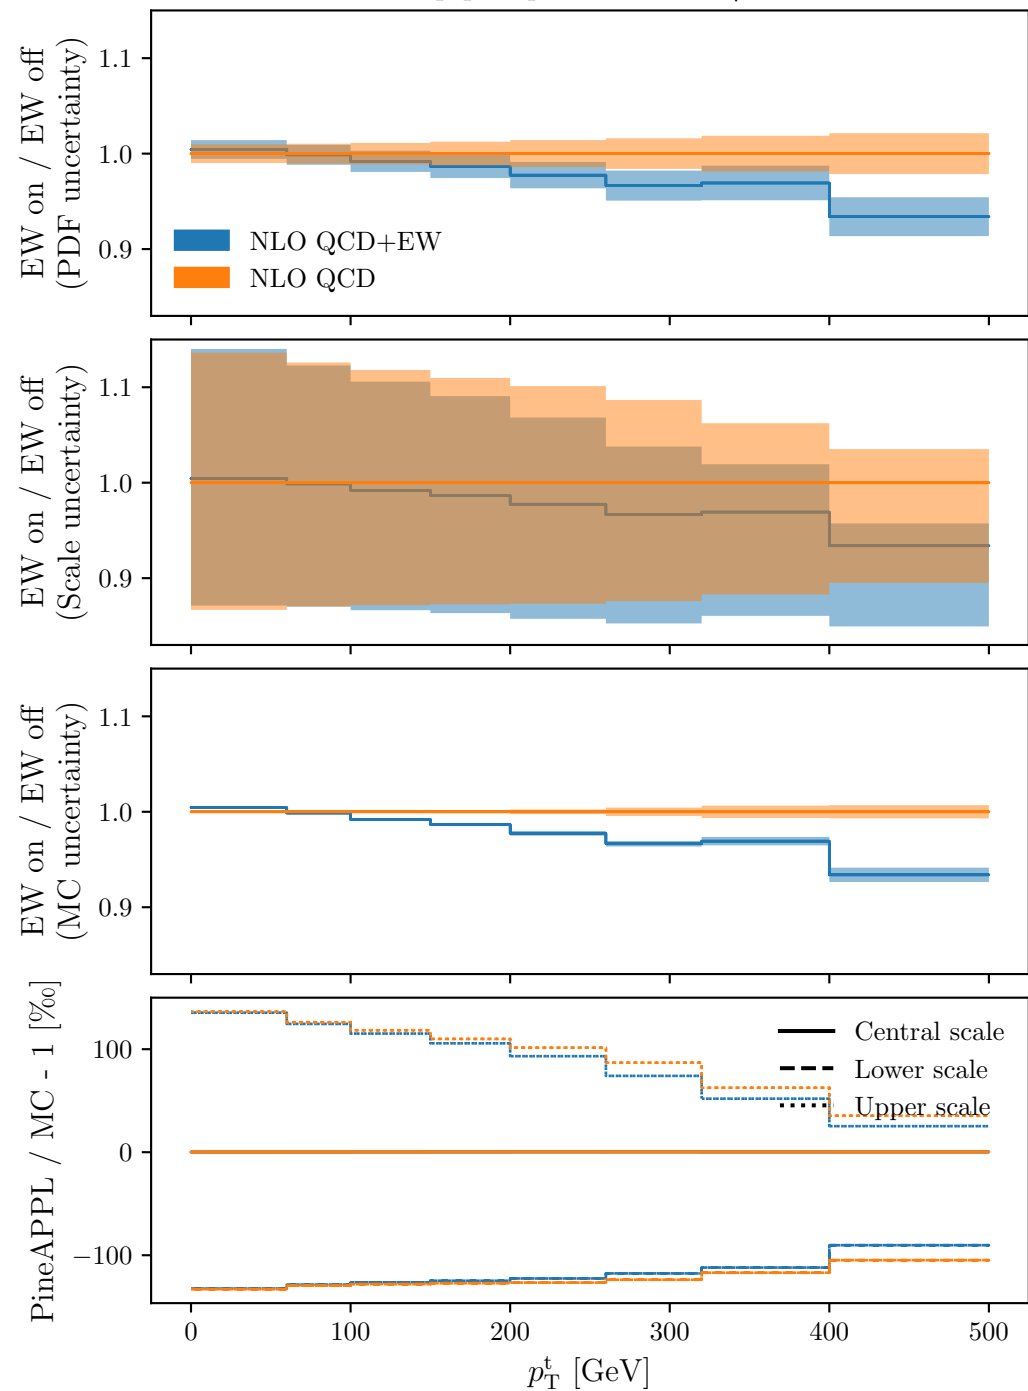 EW on / EW off
(PDF uncertainty)
1.1
1.0
0.9
NLO QCD+EW
NLO QCD
EW on / EW off
(Scale uncertainty)
1.1
1.0
0.9
EW on / EW off
(MC uncertainty)
1.1
1.0
0.9
PineAPPL / MC - 1 [‰]
100
0
−100
Central scale
Lower scale
Upper scale
0 100 200 300 400 500
p_T^t [GeV]